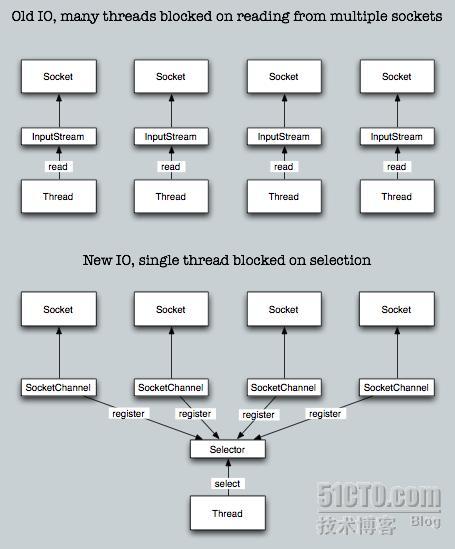 Old IO, many threads blocked on reading from multiple sockets
Socket Socket Socket Socket
InputStream InputStream InputStream InputStream
read read read read
Thread Thread Thread Thread
New IO, single thread blocked on selection
Socket Socket Socket Socket
SocketChannel SocketChannel SocketChannel SocketChannel
register register register register
Selector
select
Thread
51CTO.com
技术博客 Blog